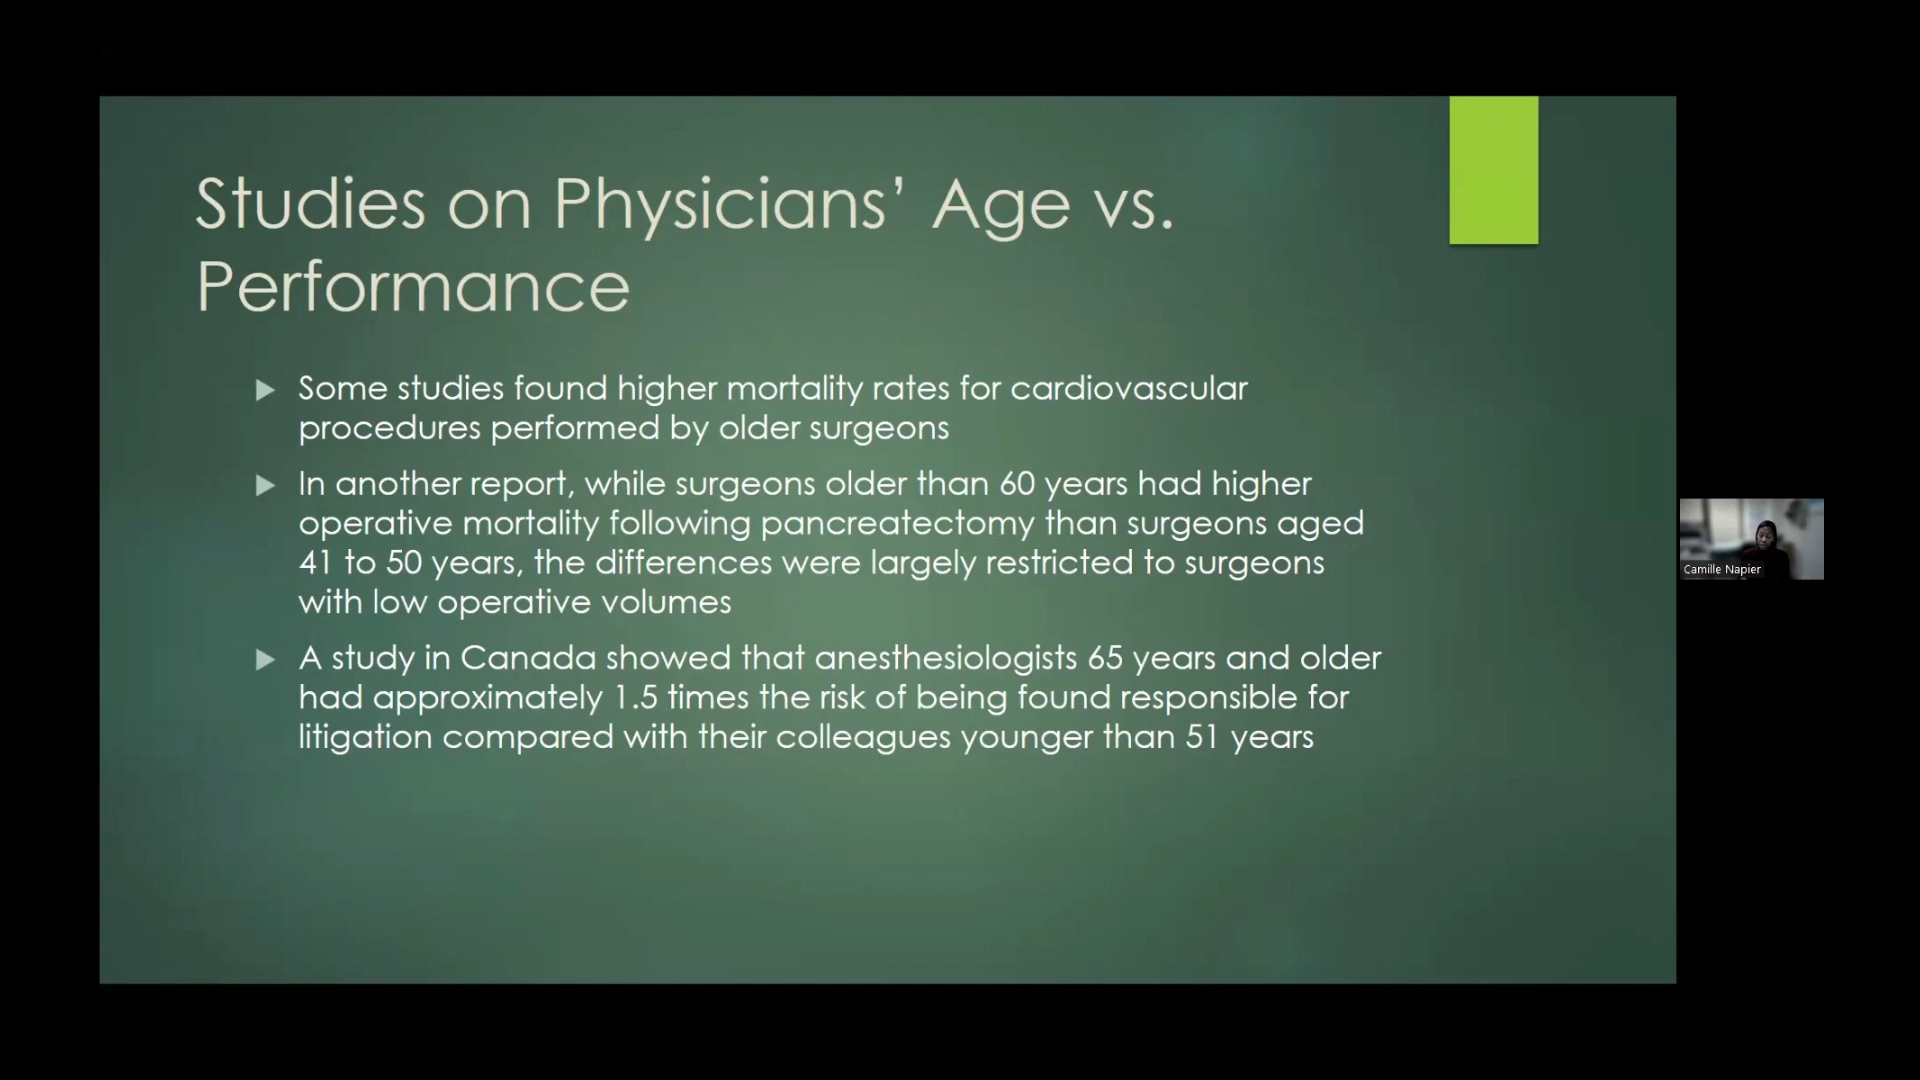 Studies on Physicians’ Age vs.
Performance
Some studies found higher mortality rates for cardiovascular
procedures performed by older surgeons
In another report, while surgeons older than 60 years had higher
operative mortality following pancreatectomy than surgeons aged
41 to 50 years, the differences were largely restricted to surgeons
with low operative volumes
A study in Canada showed that anesthesiologists 65 years and older
had approximately 1.5 times the risk of being found responsible for
litigation compared with their colleagues younger than 51 years
Camille Napier